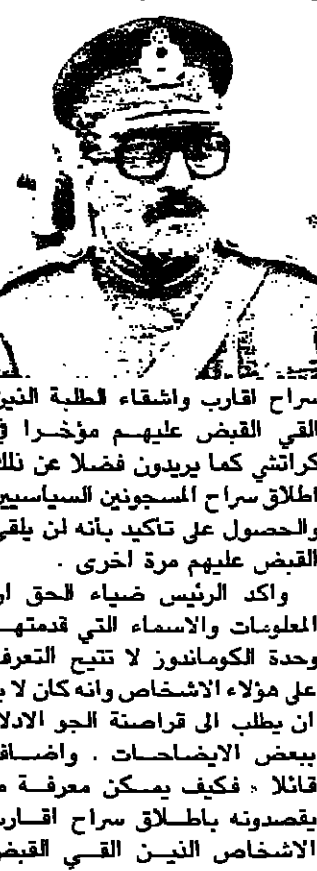 سراح اقارب واشقاء الطلبة الذين
القي القبض عليهم مؤخرا في
كراتشي كما يريدون فضلا عن ذلك
اطلاق سراح المسجونين السياسيين
والحصول على تأكيد بأنه لن يلقى
القبض عليهم مرة اخرى .
واكد الرئيس ضياء الحق ان
المعلومات والاسماء التي قدمتها
وحدة الكوماندوز لا تتيح التعرف
على هؤلاء الاشخاص وانه كان لا بد
ان يطلب الى قراصنة الجو الادلاء
ببعض الايضاحات . واضاف
قائلا « فكيف يمكن معرفة من
يقصدونه باطلاق سراح اقارب
الاشخاص الذين القي القبض